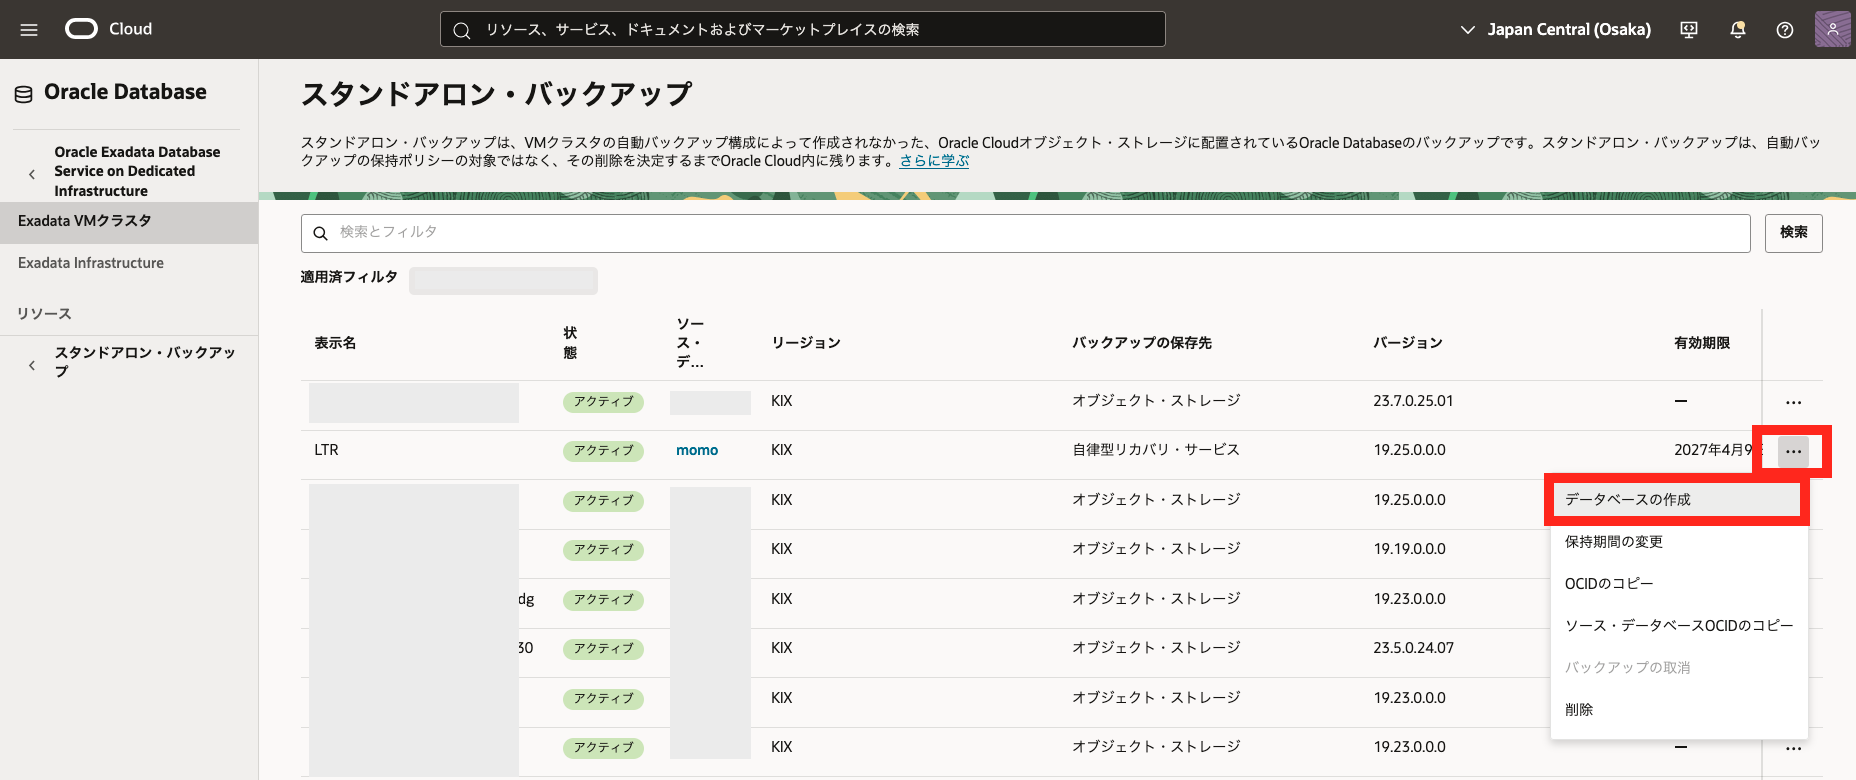 Cloud
リソース、サービス、ドキュメントおよびマーケットプレイスの検索
Japan Central (Osaka)
Oracle Database
Oracle Exadata Database
Service on Dedicated
Infrastructure
Exadata VMクラスタ
Exadata Infrastructure
リソース
スタンドアロン・バックアッ
プ
スタンドアロン・バックアップ
スタンドアロン・バックアップは、VMクラスタの自動バックアップ構成によって作成されなかった、Oracle Cloudオブジェクト・ストレージに配置されているOracle Databaseのバックアップです。スタンドアロン・バックアップは、自動バッ
クアップの保持ポリシーの対象ではなく、その削除を決定するまでOracle Cloud内に残ります。さらに学ぶ
検索とフィルタ
検索
適用済フィルタ
表示名
状
態
ソー
ス・
デ...
リージョン
バックアップの保存先
バージョン
有効期限
アクティブ KIX オブジェクト・ストレージ 23.7.0.25.01 — ...
LTR アクティブ momo KIX 自律型リカバリ・サービス 19.25.0.0.0 2027年4月9 ...
アクティブ KIX オブジェクト・ストレージ 19.25.0.0.0
アクティブ KIX オブジェクト・ストレージ 19.19.0.0.0
dg アクティブ KIX オブジェクト・ストレージ 19.23.0.0.0
30 アクティブ KIX オブジェクト・ストレージ 23.5.0.24.07
アクティブ KIX オブジェクト・ストレージ 19.23.0.0.0
アクティブ KIX オブジェクト・ストレージ 19.23.0.0.0 — ...
データベースの作成
保持期間の変更
OCIDのコピー
ソース・データベースOCIDのコピー
バックアップの取消
削除